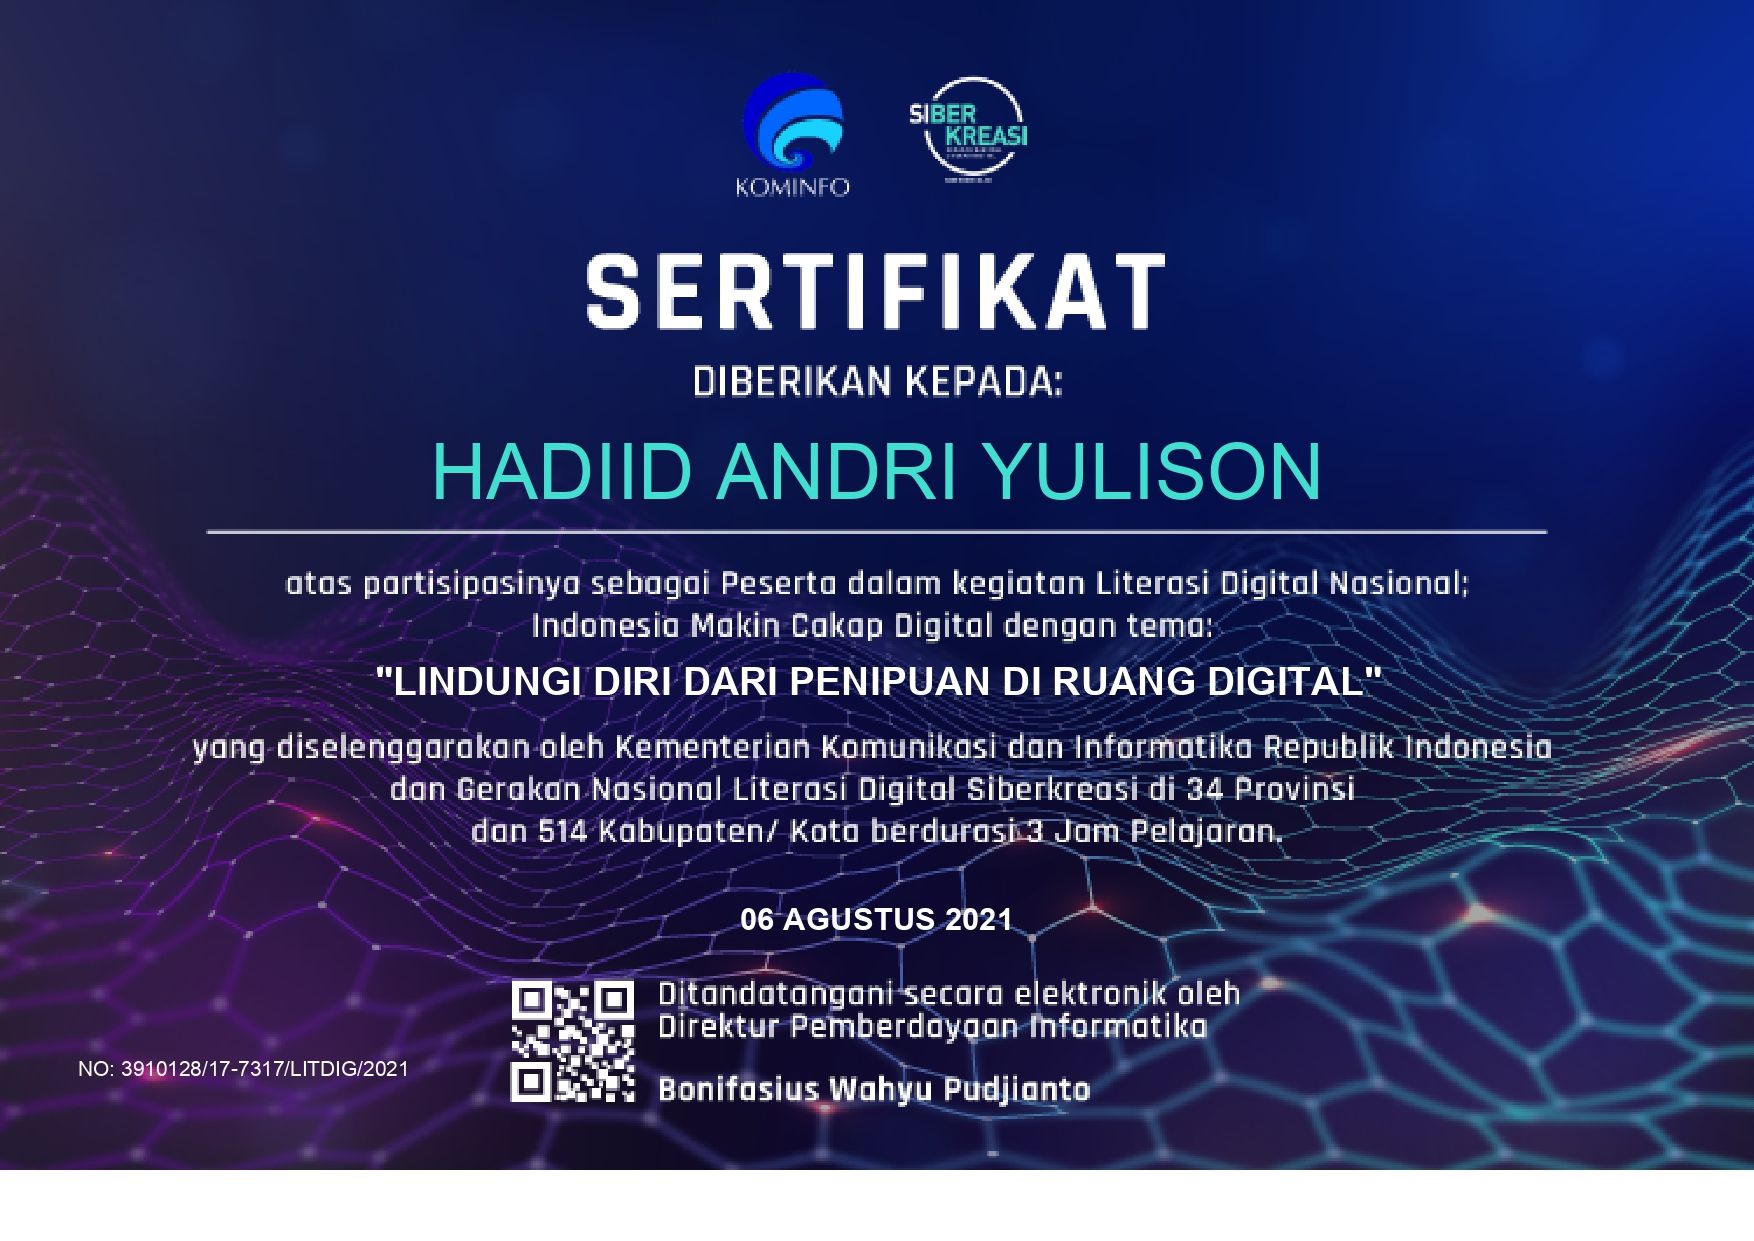 KOMINFO
SIBER
KREASI
SERTIFIKAT
DIBERIKAN KEPADA:
HADIID ANDRI YULISON
atas partisipasinya sebagai Peserta dalam kegiatan Literasi Digital Nasional;
Indonesia Makin Cakap Digital dengan tema:
"LINDUNGI DIRI DARI PENIPUAN DI RUANG DIGITAL"
yang diselenggarakan oleh Kementerian Komunikasi dan Informatika Republik Indonesia
dan Gerakan Nasional Literasi Digital Siberkreasi di 34 Provinsi
dan 514 Kabupaten/ Kota berdurasi 3 Jam Pelajaran.
06 AGUSTUS 2021
Ditandatangani secara elektronik oleh
Direktur Pemberdayaan Informatika
NO: 3910128/17-7317/LITDIG/2021
Bonifasius Wahyu Pudjianto